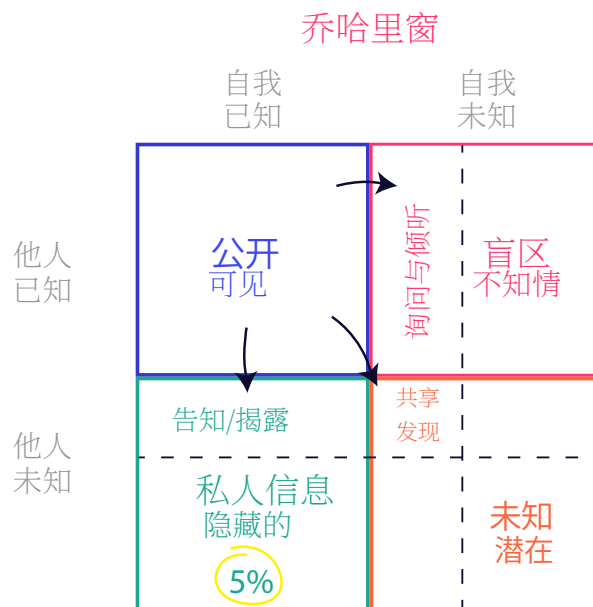 乔哈里窗
自我
已知
自我
未知
他人
已知
公开
可见
询问与倾听
盲区
不知情
他人
未知
告知/揭露
私人信息
隐藏的
5%
共享
发现
未知
潜在